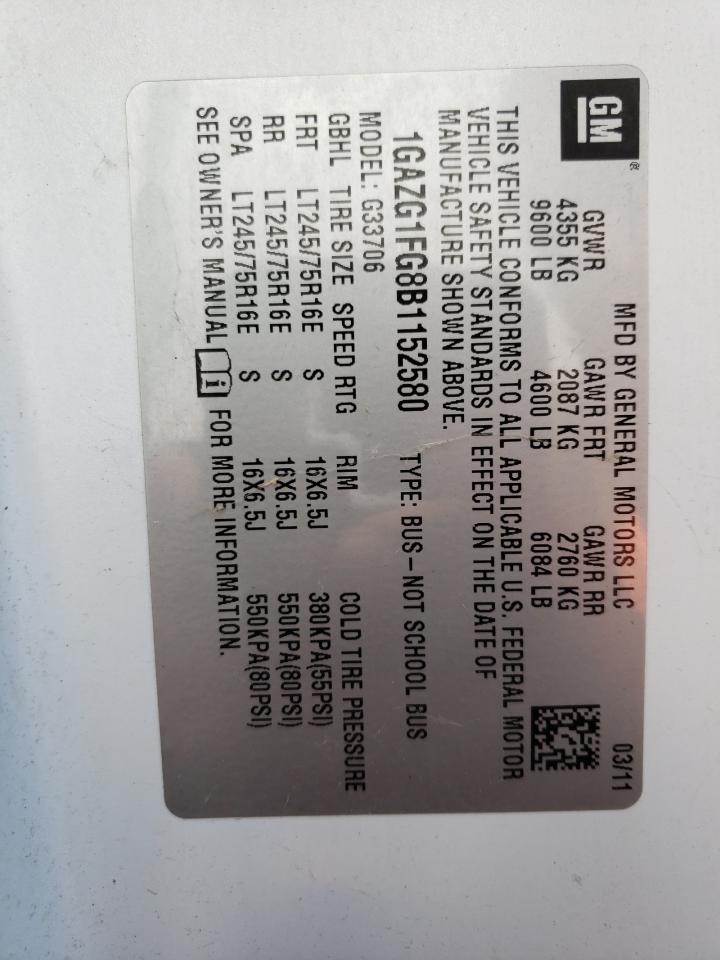 GM®
MFD BY GENERAL MOTORS LLC 03/11
GVWR GAWR FRT GAWR RR
4355 KG 2087 KG 2760 KG
9600 LB 4600 LB 6084 LB
THIS VEHICLE CONFORMS TO ALL APPLICABLE U.S. FEDERAL MOTOR
VEHICLE SAFETY STANDARDS IN EFFECT ON THE DATE OF
MANUFACTURE SHOWN ABOVE.
1GAZG1FG8B1152580 TYPE: BUS – NOT SCHOOL BUS
MODEL: G33706
GBHL TIRE SIZE SPEED RTG RIM COLD TIRE PRESSURE
FRT LT245/75R16E S 16X6.5J 380KPA(55PSI)
RR LT245/75R16E S 16X6.5J 550KPA(80PSI)
SPA LT245/75R16E S 16X6.5J 550KPA(80PSI)
SEE OWNER'S MANUAL i FOR MORE INFORMATION.